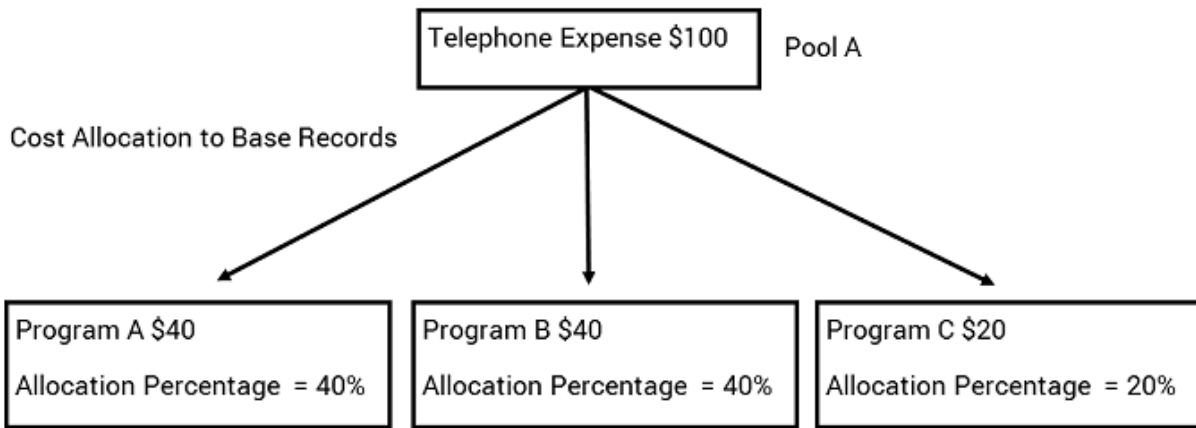 Telephone Expense $100
Pool A
Cost Allocation to Base Records
Program A $40
Allocation Percentage = 40%
Program B $40
Allocation Percentage = 40%
Program C $20
Allocation Percentage = 20%